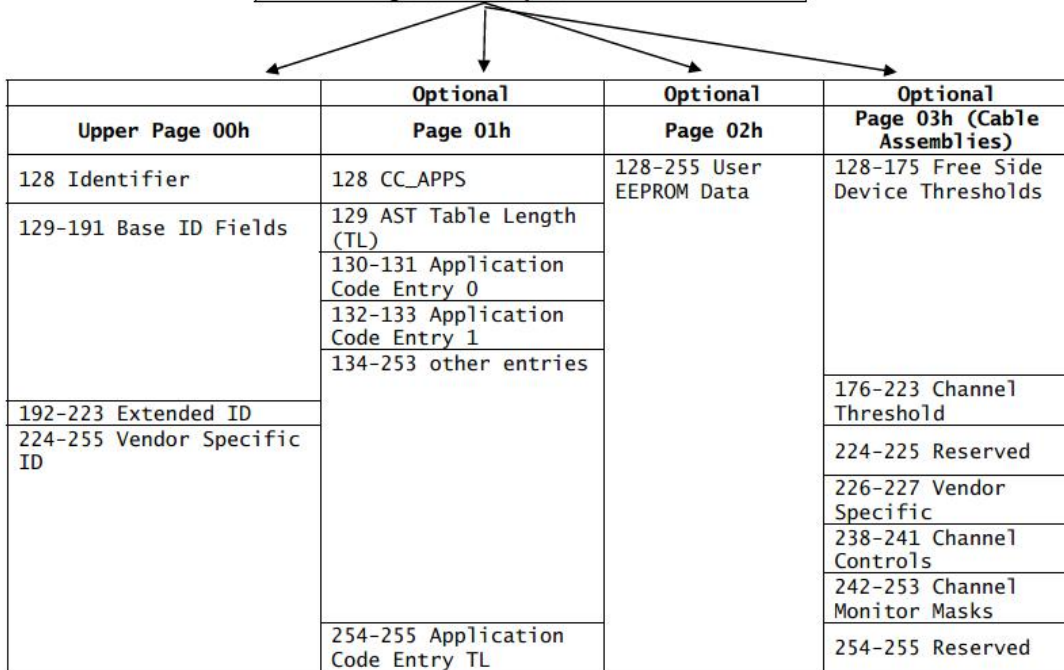 Optional
Optional
Optional
Upper Page 00h
Page 01h
Page 02h
Page 03h (Cable
Assemblies)
128 Identifier
129-191 Base ID Fields
192-223 Extended ID
224-255 Vendor Specific
ID
128 CC_APPS
129 AST Table Length
(TL)
130-131 Application
Code Entry 0
132-133 Application
Code Entry 1
134-253 other entries
254-255 Application
Code Entry TL
128-255 User
EEPROM Data
128-175 Free Side
Device Thresholds
176-223 Channel
Threshold
224-225 Reserved
226-227 Vendor
Specific
238-241 Channel
Controls
242-253 Channel
Monitor Masks
254-255 Reserved